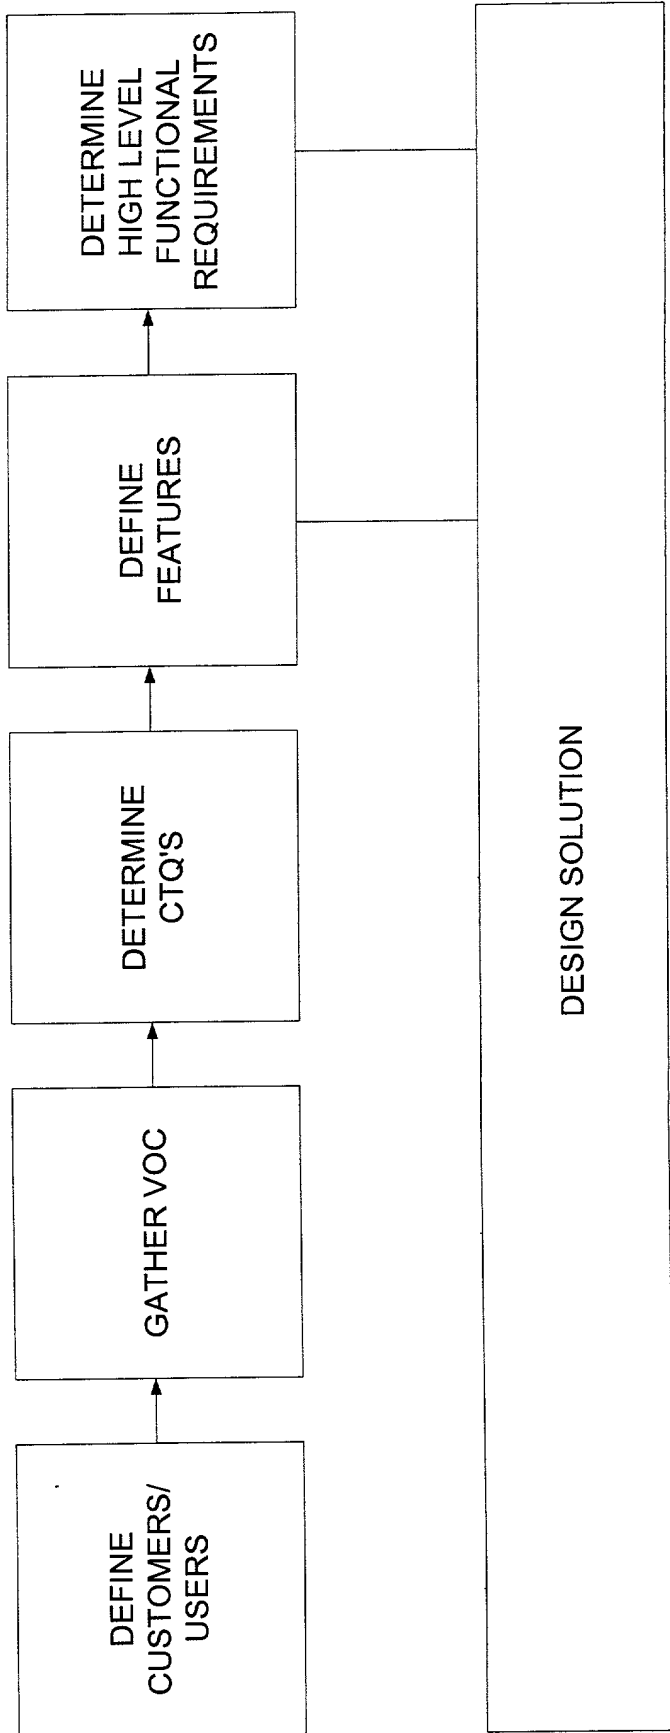 DEFINE
CUSTOMERS/
USERS
GATHER VOC
DETERMINE
CTQ'S
DEFINE
FEATURES
DETERMINE
HIGH LEVEL
FUNCTIONAL
REQUIREMENTS
DESIGN SOLUTION